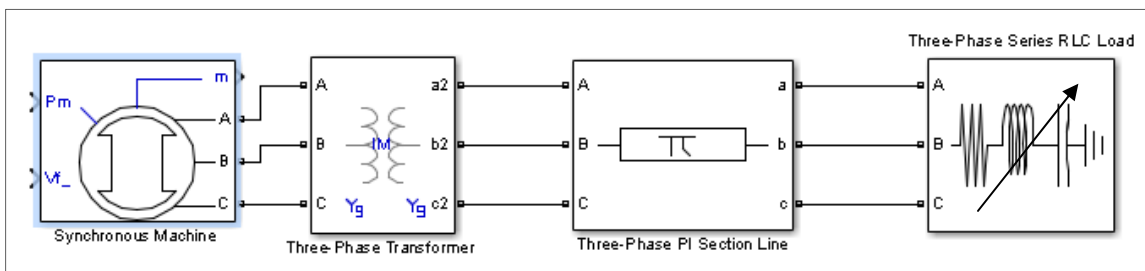 Three-Phase Series RLC Load
m
Pm
A
B
C
Vf_
Synchronous Machine
A
B
C
a2
b2
c2
IM
Yg
Yg
Three-Phase Transformer
A
B
C
a
b
c
Three-Phase PI Section Line
A
B
C